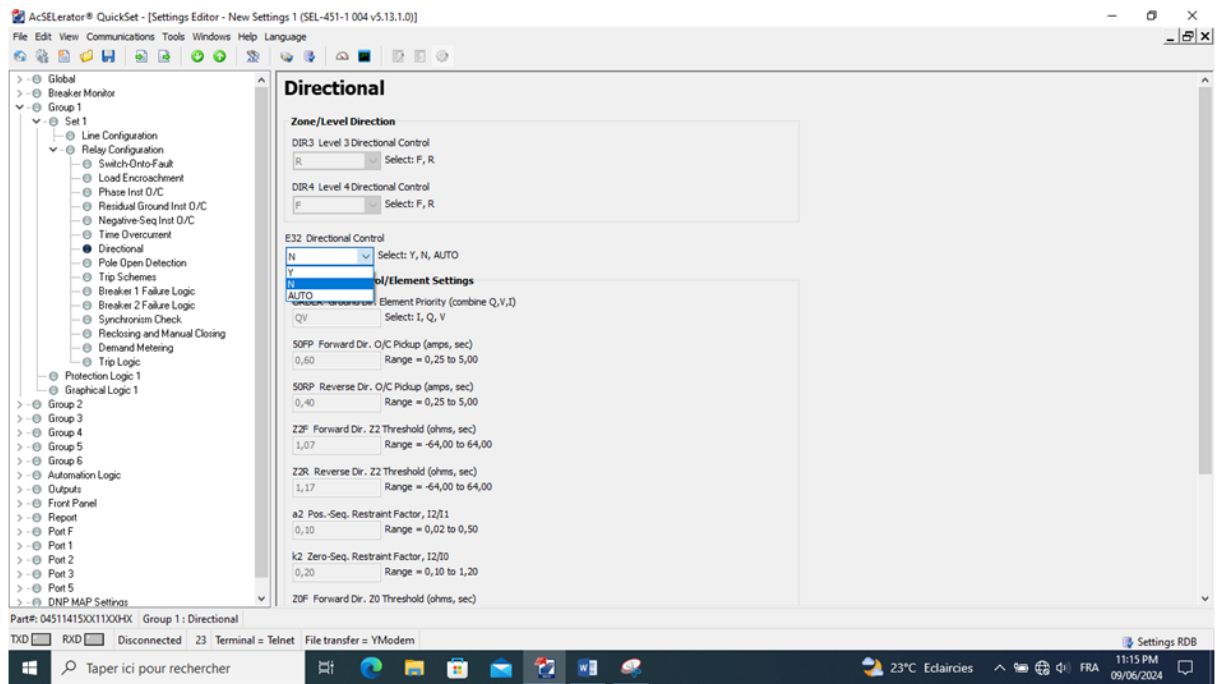 AcSELerator® QuickSet - [Settings Editor - New Settings 1 (SEL-451-1 004 v5.13.1.0)]
File Edit View Communications Tools Windows Help Language
Global
Breaker Monitor
Group 1
Set 1
Line Configuration
Relay Configuration
Switch-Onto-Fault
Load Encroachment
Phase Inst O/C
Residual Ground Inst O/C
Negative-Seq Inst O/C
Time Overcurrent
Directional
Pole Open Detection
Trip Schemes
Breaker 1 Failure Logic
Breaker 2 Failure Logic
Synchronism Check
Reclosing and Manual Closing
Demand Metering
Trip Logic
Protection Logic 1
Graphical Logic 1
Group 2
Group 3
Group 4
Group 5
Group 6
Automation Logic
Outputs
Front Panel
Report
Port F
Port 1
Port 2
Port 3
Port 5
DNP MAP Settings
Directional
Zone/Level Direction
DIR3 Level 3 Directional Control
R Select: F, R
DIR4 Level 4 Directional Control
F Select: F, R
E32 Directional Control
N Select: Y, N, AUTO
Y
N
AUTO
ol/Element Settings
ORDER Ground Dir. Element Priority (combine Q,V,I)
QV Select: I, Q, V
50FP Forward Dir. O/C Pickup (amps, sec)
0,60 Range = 0,25 to 5,00
50RP Reverse Dir. O/C Pickup (amps, sec)
0,40 Range = 0,25 to 5,00
Z2F Forward Dir. Z2 Threshold (ohms, sec)
1,07 Range = -64,00 to 64,00
Z2R Reverse Dir. Z2 Threshold (ohms, sec)
1,17 Range = -64,00 to 64,00
a2 Pos.-Seq. Restraint Factor, I2/I1
0,10 Range = 0,02 to 0,50
k2 Zero-Seq. Restraint Factor, I2/I0
0,20 Range = 0,10 to 1,20
Z0F Forward Dir. Z0 Threshold (ohms, sec)
Part#: 04511415XX11XXHX Group 1 : Directional
TXD RXD Disconnected 23 Terminal = Telnet File transfer = YModem
Settings RDB
Taper ici pour rechercher
23°C Eclaircies
FRA
11:15 PM
09/06/2024